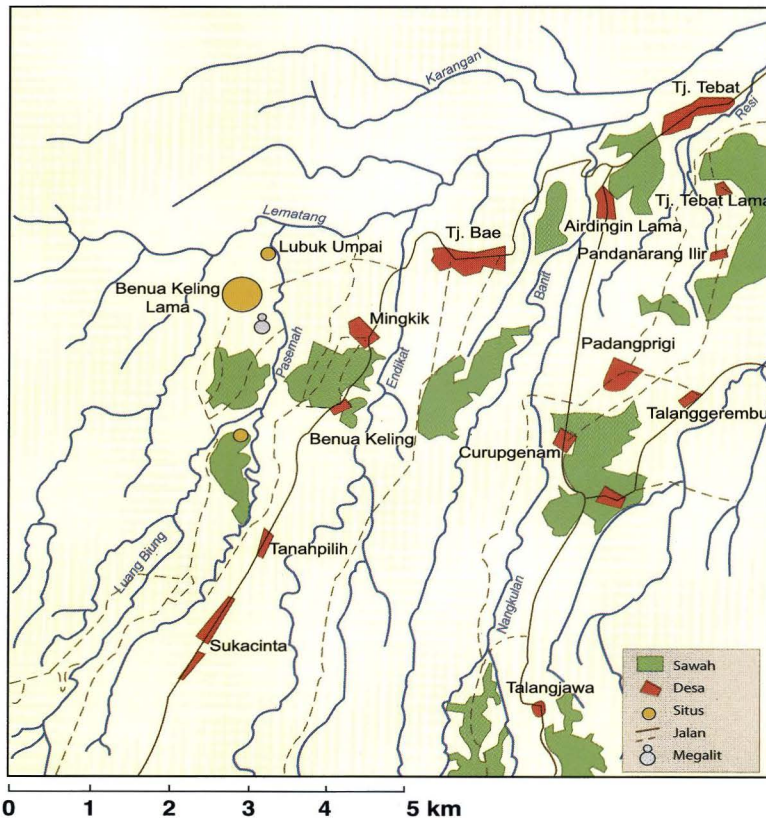 Karangan
Tj. Tebat
Resi
Tj. Tebat Lama
Lematang
Lubuk Umpai
Tj. Bae
Airdingin Lama
Pandanarang Ilir
Benua Keling
Lama
Banit
Mingkik
Pasemah
Endikat
Padangprigi
Talanggerembu
Benua Keling
Curupgenam
Tanahpilih
Luang Biung
Nangkulan
Sukacinta
Talangjawa
Sawah
Desa
Situs
Jalan
Megalit
0 1 2 3 4 5 km